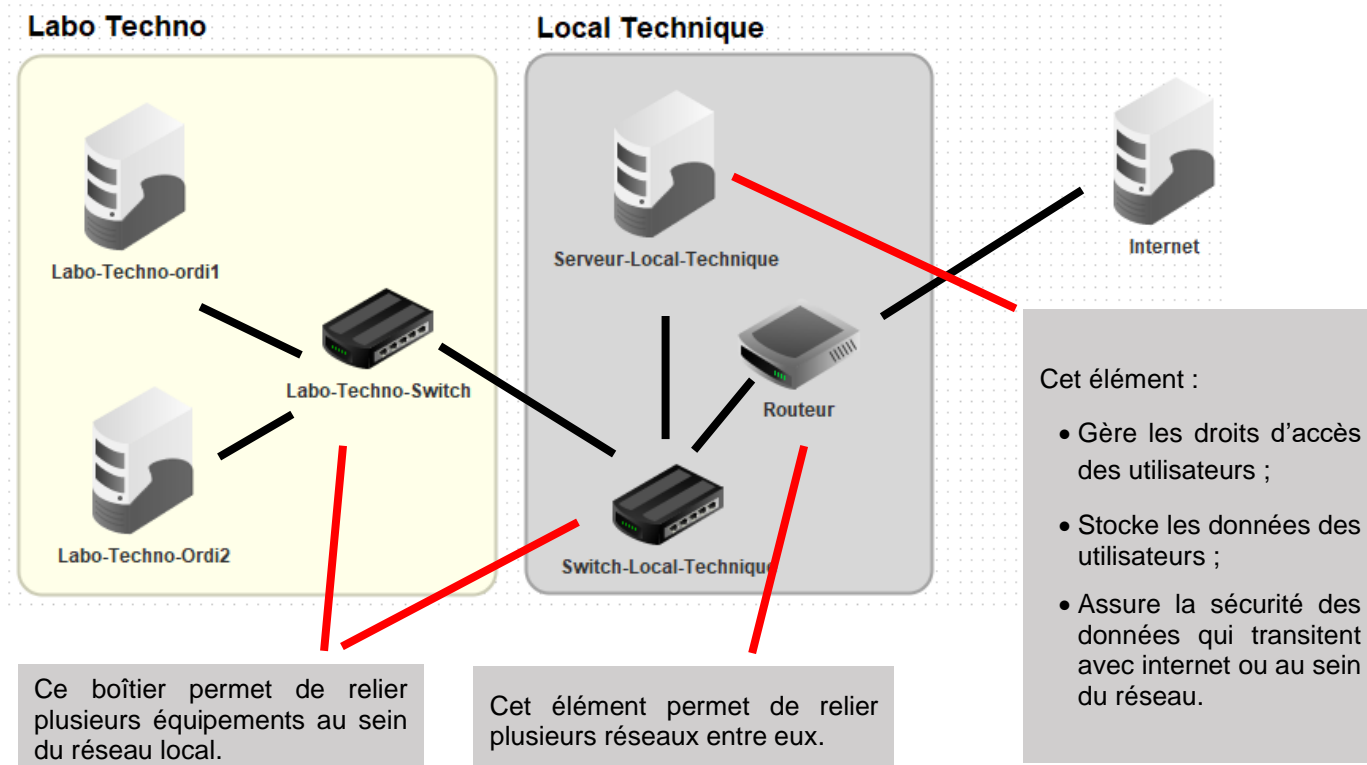 Labo Techno
Local Technique
Labo-Techno-ordi1
Serveur-Local-Technique
Internet
Labo-Techno-Switch
Routeur
Labo-Techno-Ordi2
Switch-Local-Technique
Cet élément :
• Gère les droits d’accès
des utilisateurs ;
• Stocke les données des
utilisateurs ;
• Assure la sécurité des
données qui transitent
avec internet ou au sein
du réseau.
Ce boîtier permet de relier
plusieurs équipements au sein
du réseau local.
Cet élément permet de relier
plusieurs réseaux entre eux.